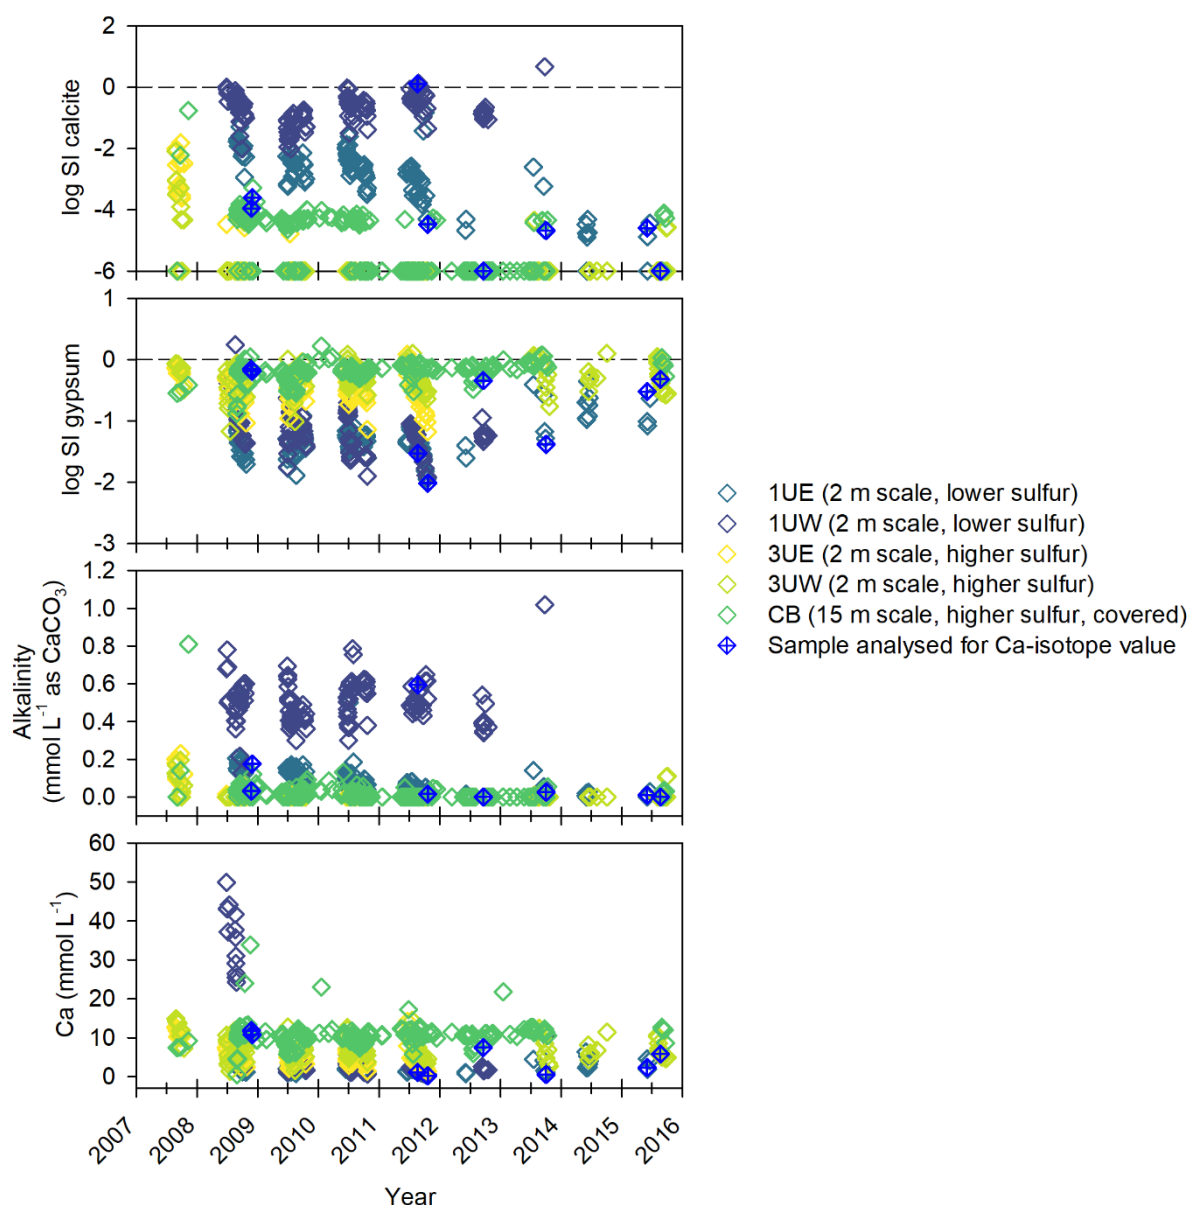 2
0
-2
-4
-6
log SI calcite
1
0
-1
-2
-3
log SI gypsum
1.2
1.0
0.8
0.6
0.4
0.2
0.0
Alkalinity
(mmol L⁻¹ as CaCO₃)
60
50
40
30
20
10
0
Ca (mmol L⁻¹)
2007 2008 2009 2010 2011 2012 2013 2014 2015 2016
Year
1UE (2 m scale, lower sulfur)
1UW (2 m scale, lower sulfur)
3UE (2 m scale, higher sulfur)
3UW (2 m scale, higher sulfur)
CB (15 m scale, higher sulfur, covered)
Sample analysed for Ca-isotope value